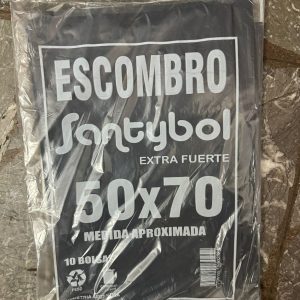 ESCOMBRO
Santybol
EXTRA FUERTE
50x70
MEDIDA APROXIMADA
10 BOLSAS